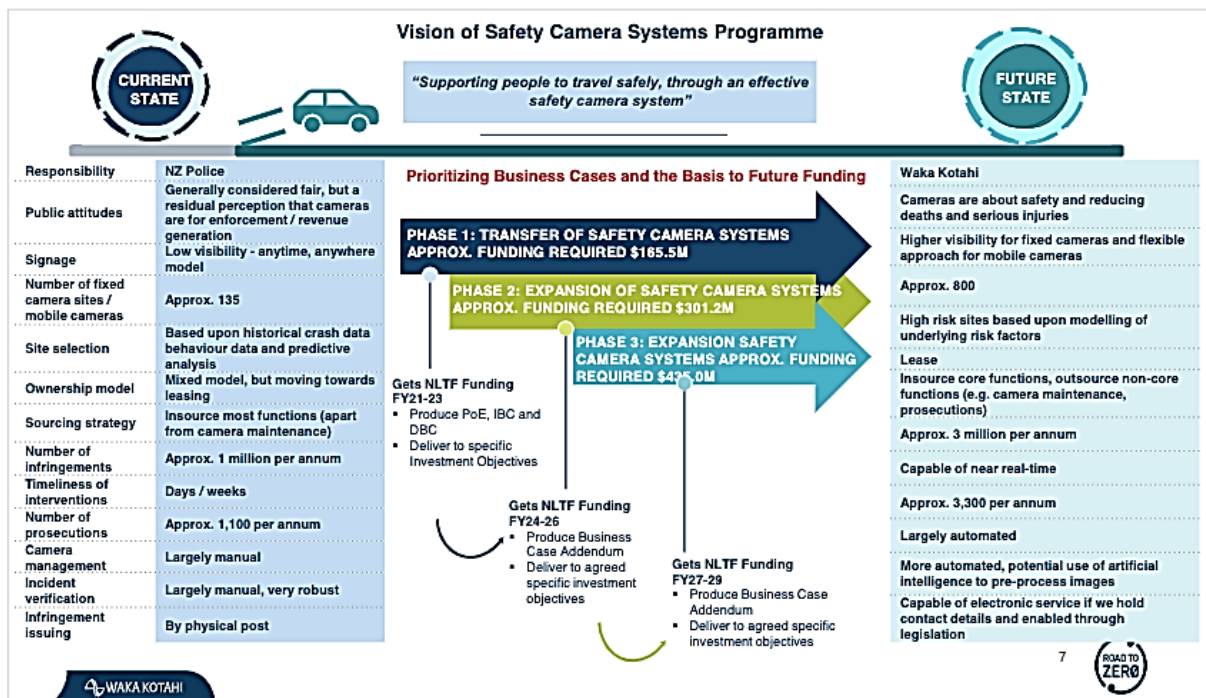 Vision of Safety Camera Systems Programme
CURRENT
STATE
"Supporting people to travel safely, through an effective
safety camera system"
FUTURE
STATE
Responsibility
NZ Police
Public attitudes
Generally considered fair, but a
residual perception that cameras
are for enforcement / revenue
generation
Signage
Low visibility - anytime, anywhere
model
Number of fixed
camera sites /
mobile cameras
Approx. 135
Site selection
Based upon historical crash data
behaviour data and predictive
analysis
Ownership model
Mixed model, but moving towards
leasing
Sourcing strategy
Insource most functions (apart
from camera maintenance)
Number of
infringements
Approx. 1 million per annum
Timeliness of
interventions
Days / weeks
Number of
prosecutions
Approx. 1,100 per annum
Camera
management
Largely manual
Incident
verification
Largely manual, very robust
Infringement
issuing
By physical post
Prioritizing Business Cases and the Basis to Future Funding
PHASE 1: TRANSFER OF SAFETY CAMERA SYSTEMS
APPROX. FUNDING REQUIRED $165.5M
PHASE 2: EXPANSION OF SAFETY CAMERA SYSTEMS
APPROX. FUNDING REQUIRED $301.2M
PHASE 3: EXPANSION SAFETY
CAMERA SYSTEMS APPROX. FUNDING
REQUIRED
Gets NLTF Funding
FY21-23
▪ Produce PoE, IBC and
DBC
▪ Deliver to specific
Investment Objectives
Gets NLTF Funding
FY24-26
▪ Produce Business
Case Addendum
▪ Deliver to agreed
specific investment
objectives
Gets NLTF Funding
FY27-29
▪ Produce Business Case
Addendum
▪ Deliver to agreed specific
investment objectives
Waka Kotahi
Cameras are about safety and reducing
deaths and serious injuries
Higher visibility for fixed cameras and flexible
approach for mobile cameras
Approx. 800
High risk sites based upon modelling of
underlying risk factors
Lease
Insource core functions, outsource non-core
functions (e.g. camera maintenance,
prosecutions)
Approx. 3 million per annum
Capable of near real-time
Approx. 3,300 per annum
Largely automated
More automated, potential use of artificial
intelligence to pre-process images
Capable of electronic service if we hold
contact details and enabled through
legislation
WAKA KOTAHI
7
ROAD TO
ZERO